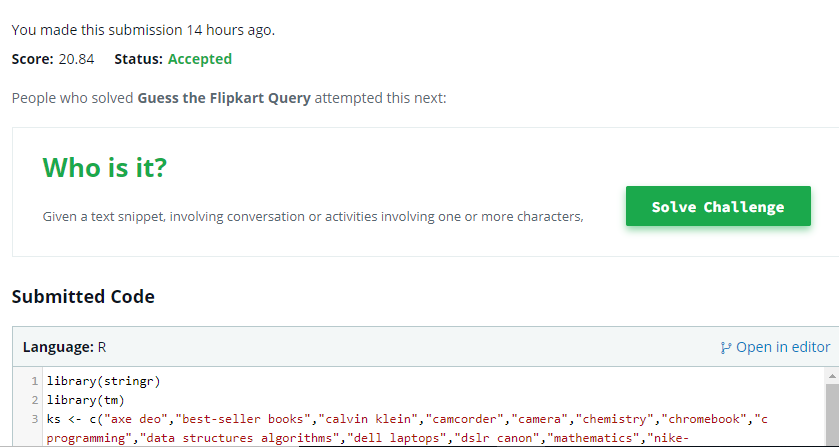 You made this submission 14 hours ago.
Score: 20.84 Status: Accepted
People who solved Guess the Flipkart Query attempted this next:
Who is it?
Given a text snippet, involving conversation or activities involving one or more characters,
Solve Challenge
Submitted Code
Language: R
Open in editor
1 library(stringr)
2 library(tm)
3 ks <- c("axe deo","best-seller books","calvin klein","camcorder","camera","chemistry","chromebook","c
programming","data structures algorithms","dell laptops","dslr canon","mathematics","nike-